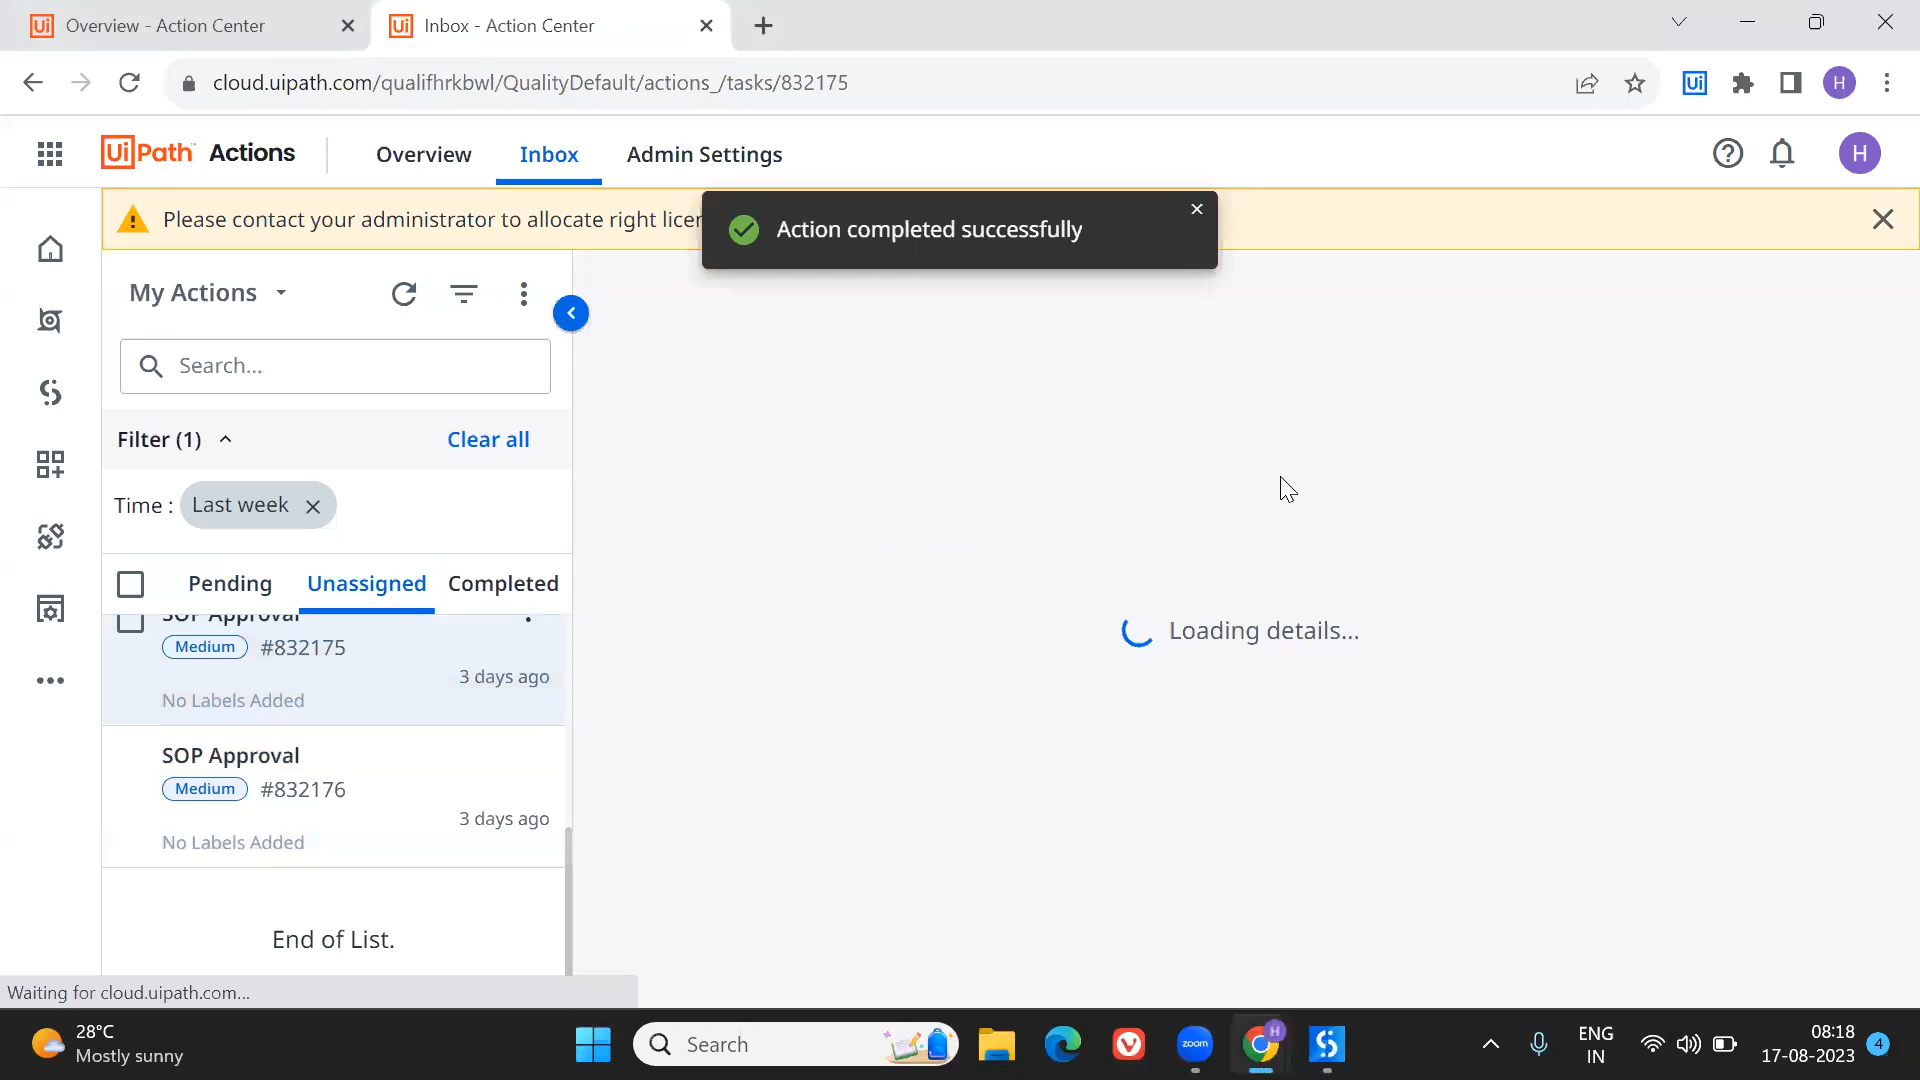 Overview - Action Center
Inbox - Action Center
cloud.uipath.com/qualifhrkbwl/QualityDefault/actions_/tasks/832175
H
UiPath Actions
Overview
Inbox
Admin Settings
H
Please contact your administrator to allocate right
Action completed successfully
My Actions
Search...
Filter (1)
Clear all
Time :
Last week
Pending
Unassigned
Completed
SOP Approval
Medium #832175
3 days ago
No Labels Added
SOP Approval
Medium #832176
3 days ago
No Labels Added
End of List.
Loading details...
Waiting for cloud.uipath.com...
28°C
Mostly sunny
Search
zoom
H
ENG
IN
08:18
17-08-2023
4